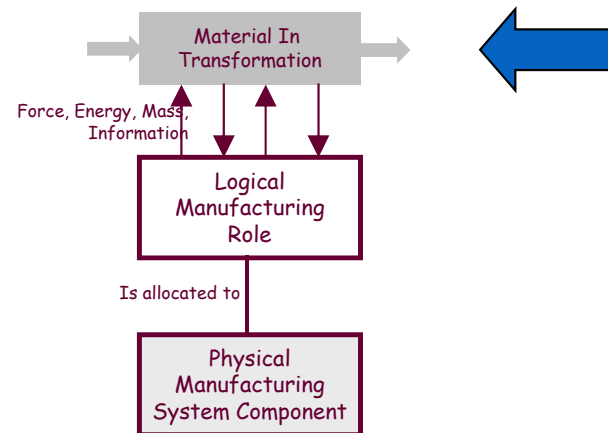 Material In
Transformation
Force, Energy, Mass,
Information
Logical
Manufacturing
Role
Is allocated to
Physical
Manufacturing
System Component